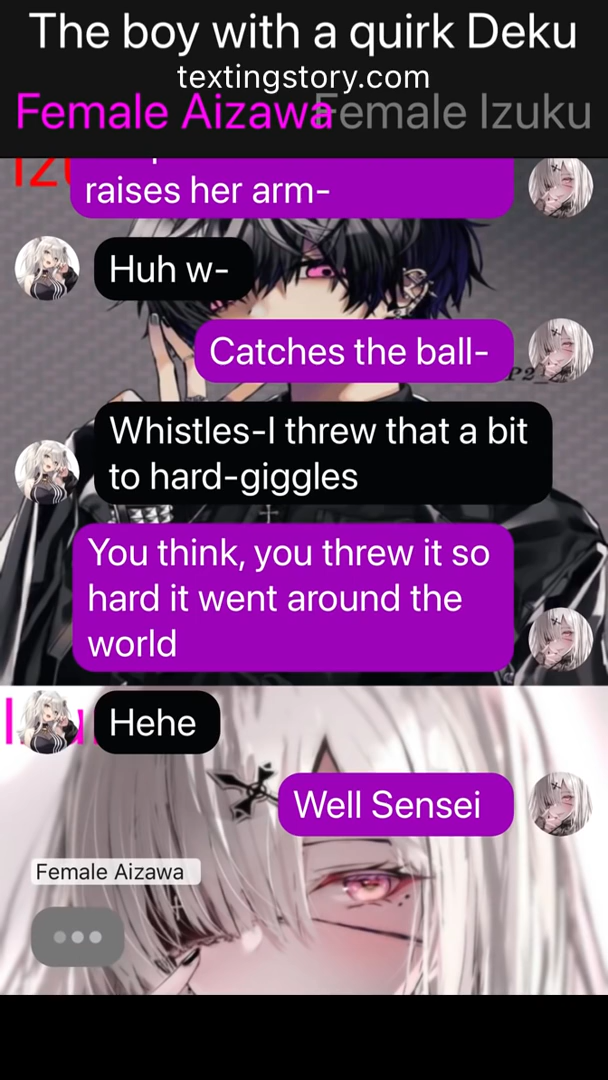 The boy with a quirk Deku
textingstory.com
Female Aizawa
Female Izuku
raises her arm-
Huh w-
Catches the ball-
Whistles-I threw that a bit
to hard-giggles
You think, you threw it so
hard it went around the
world
Hehe
Well Sensei
Female Aizawa